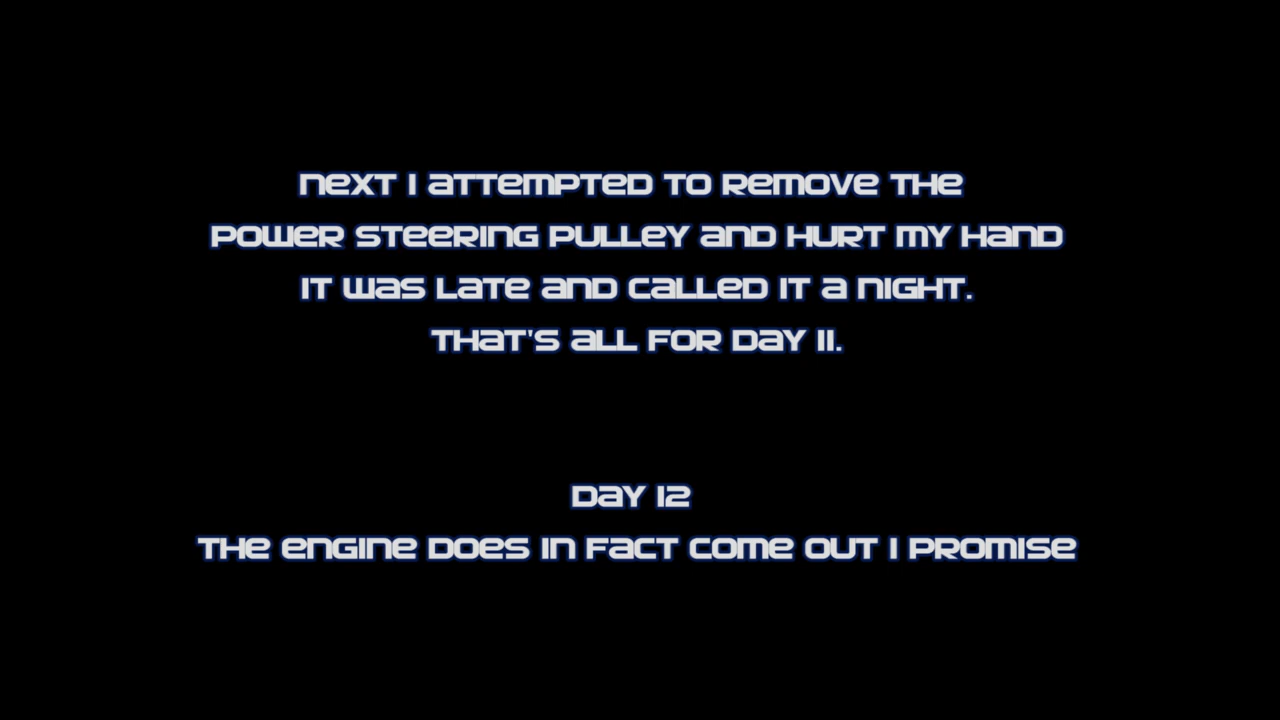 NEXT I ATTEMPTED TO REMOVE THE
POWER STEERING PULLEY AND HURT MY HAND
IT WAS LATE AND CALLED IT A NIGHT.
THAT'S ALL FOR DAY 11.
DAY 12
THE ENGINE DOES IN FACT COME OUT I PROMISE